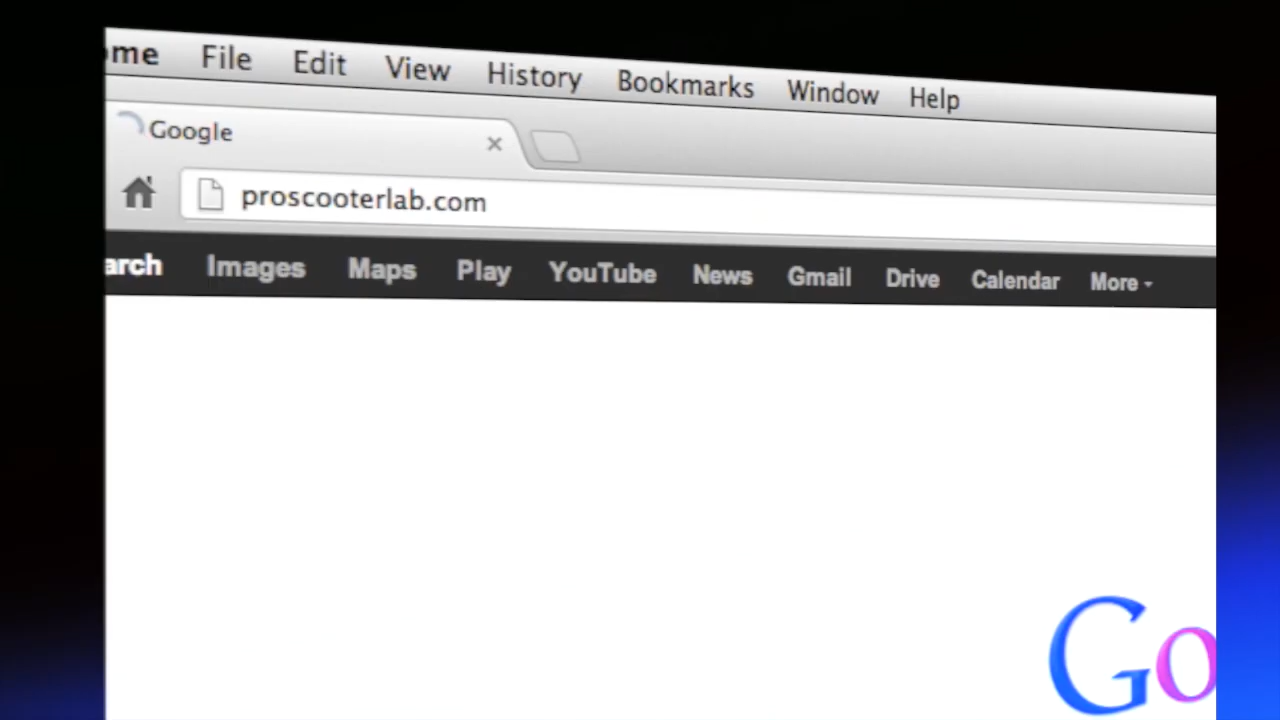 ome File Edit View History Bookmarks Window Help
Google
proscooterlab.com
arch Images Maps Play YouTube News Gmail Drive Calendar More
Go